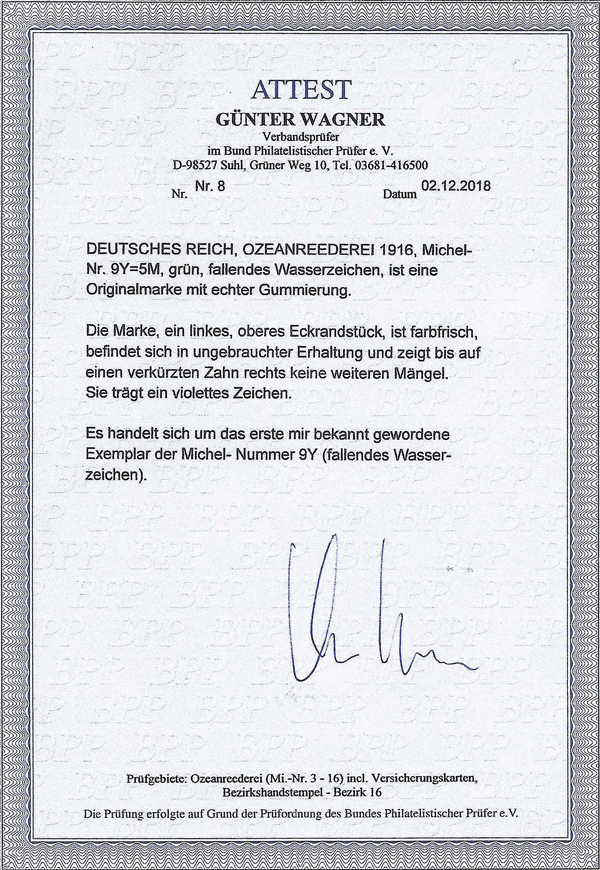 ATTEST
GÜNTER WAGNER
Verbandsprüfer
im Bund Philatelistischer Prüfer e. V.
D-98527 Suhl, Grüner Weg 10, Tel. 03681-416500
Nr. Nr. 8 Datum 02.12.2018
DEUTSCHES REICH, OZEANREEDEREI 1916, Michel-
Nr. 9Y=5M, grün, fallendes Wasserzeichen, ist eine
Originalmarke mit echter Gummierung.
Die Marke, ein linkes, oberes Eckrandstück, ist farbfrisch,
befindet sich in ungebrauchter Erhaltung und zeigt bis auf
einen verkürzten Zahn rechts keine weiteren Mängel.
Sie trägt ein violettes Zeichen.
Es handelt sich um das erste mir bekannt gewordene
Exemplar der Michel- Nummer 9Y (fallendes Wasser-
zeichen).
Prüfgebiete: Ozeanreederei (Mi.-Nr. 3 - 16) incl. Versicherungskarten,
Bezirkshandstempel - Bezirk 16
Die Prüfung erfolgte auf Grund der Prüfordnung des Bundes Philatelistischer Prüfer e.V.